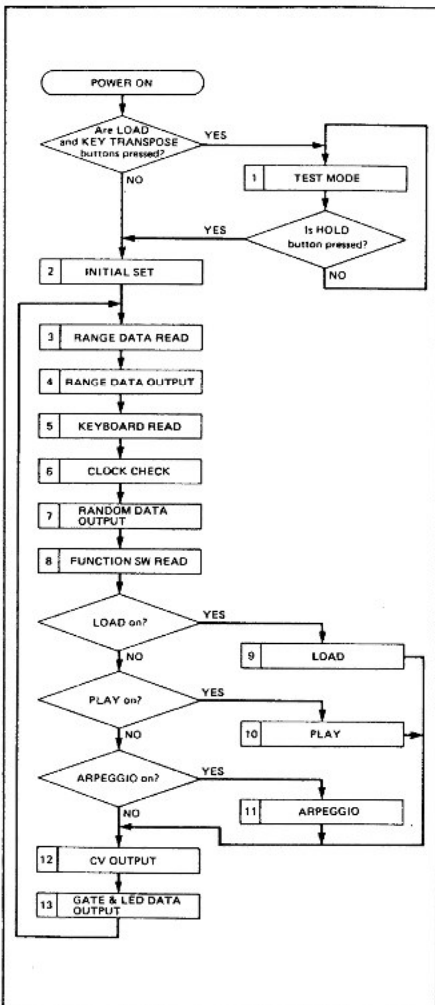 POWER ON
Are LOAD
and KEY TRANSPOSE
buttons pressed?
YES
NO
1 TEST MODE
Is HOLD
button pressed?
YES
NO
2 INITIAL SET
3 RANGE DATA READ
4 RANGE DATA OUTPUT
5 KEYBOARD READ
6 CLOCK CHECK
7 RANDOM DATA
OUTPUT
8 FUNCTION SW READ
LOAD on?
YES
NO
9 LOAD
PLAY on?
YES
NO
10 PLAY
ARPEGGIO on?
YES
NO
11 ARPEGGIO
12 CV OUTPUT
13 GATE & LED DATA
OUTPUT